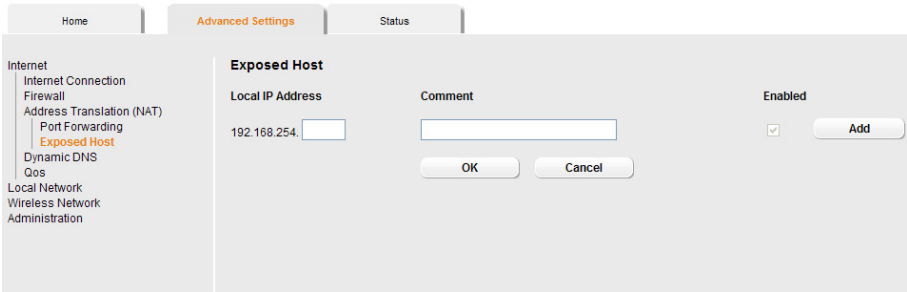 Home
Advanced Settings
Status
Internet
Internet Connection
Firewall
Address Translation (NAT)
Port Forwarding
Exposed Host
Dynamic DNS
Qos
Local Network
Wireless Network
Administration
Exposed Host
Local IP Address Comment Enabled
192.168.254. Add
OK Cancel